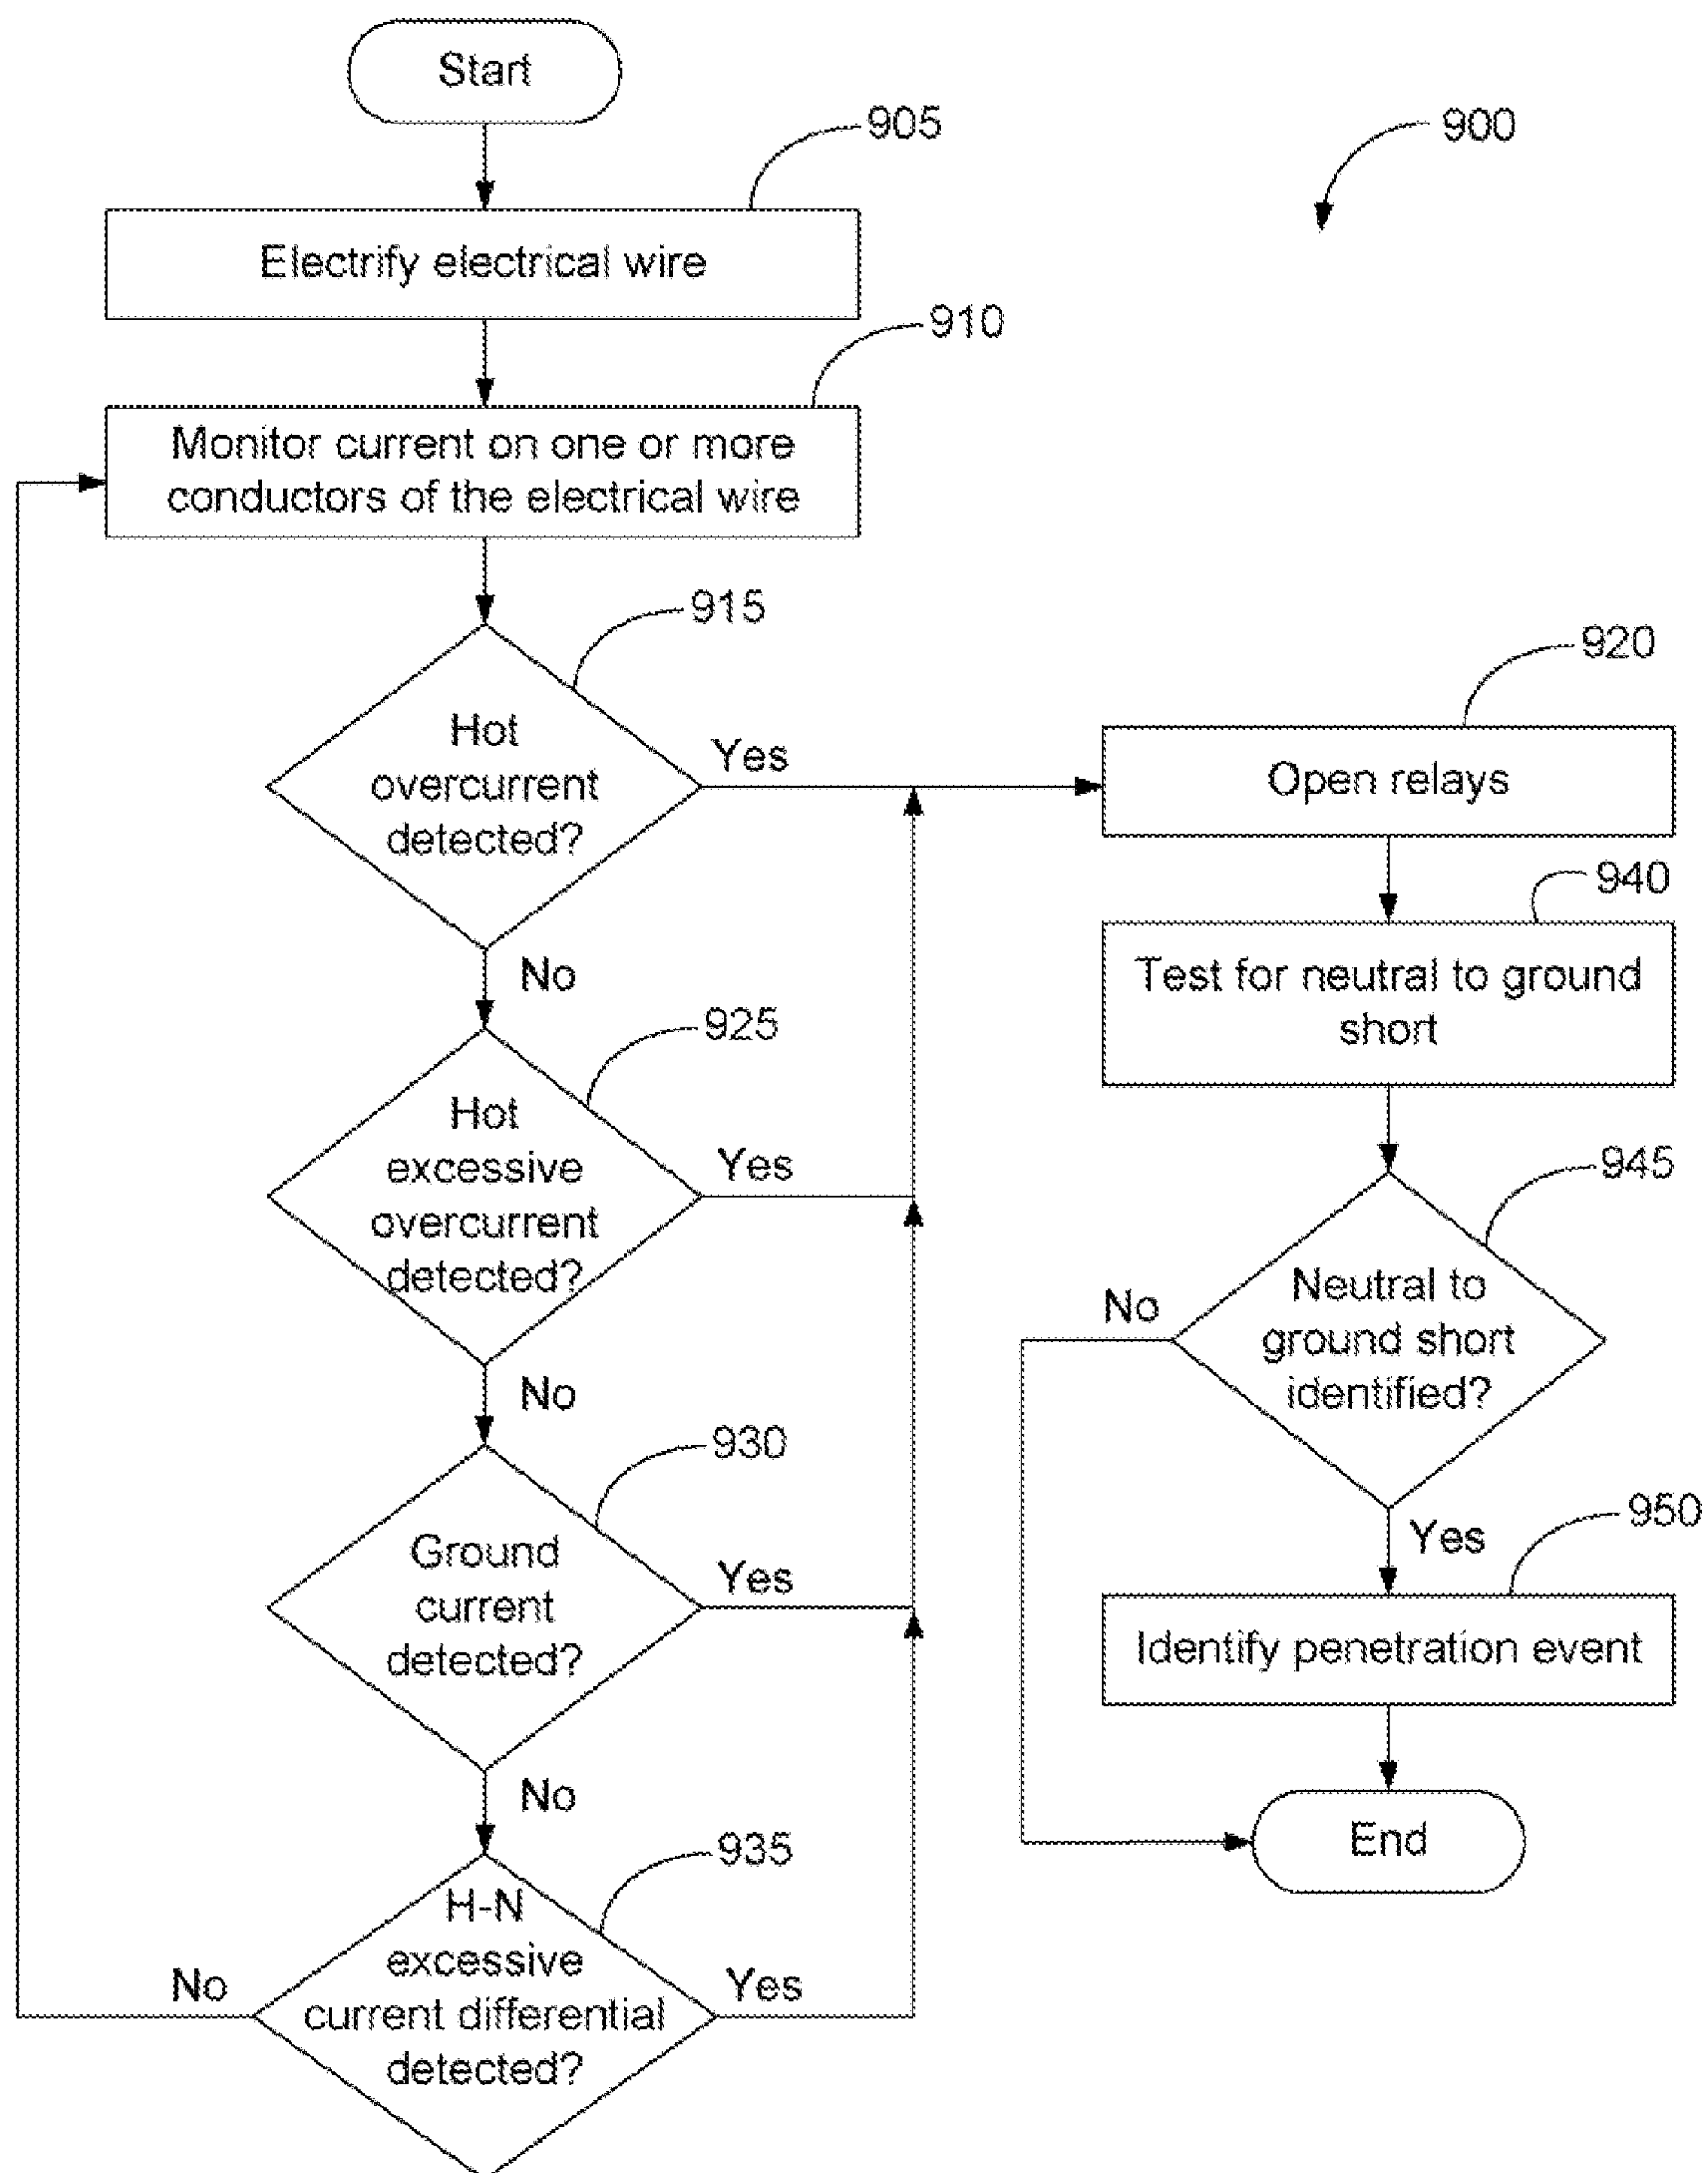 Start
905
900
Electrify electrical wire
910
Monitor current on one or more
conductors of the electrical wire
915
Hot
overcurrent
detected?
Yes
No
920
Open relays
940
Test for neutral to ground
short
925
Hot
excessive
overcurrent
detected?
Yes
No
945
Neutral to
ground short
identified?
No
Yes
930
Ground
current
detected?
Yes
No
950
Identify penetration event
935
H-N
excessive
current differential
detected?
No
Yes
End